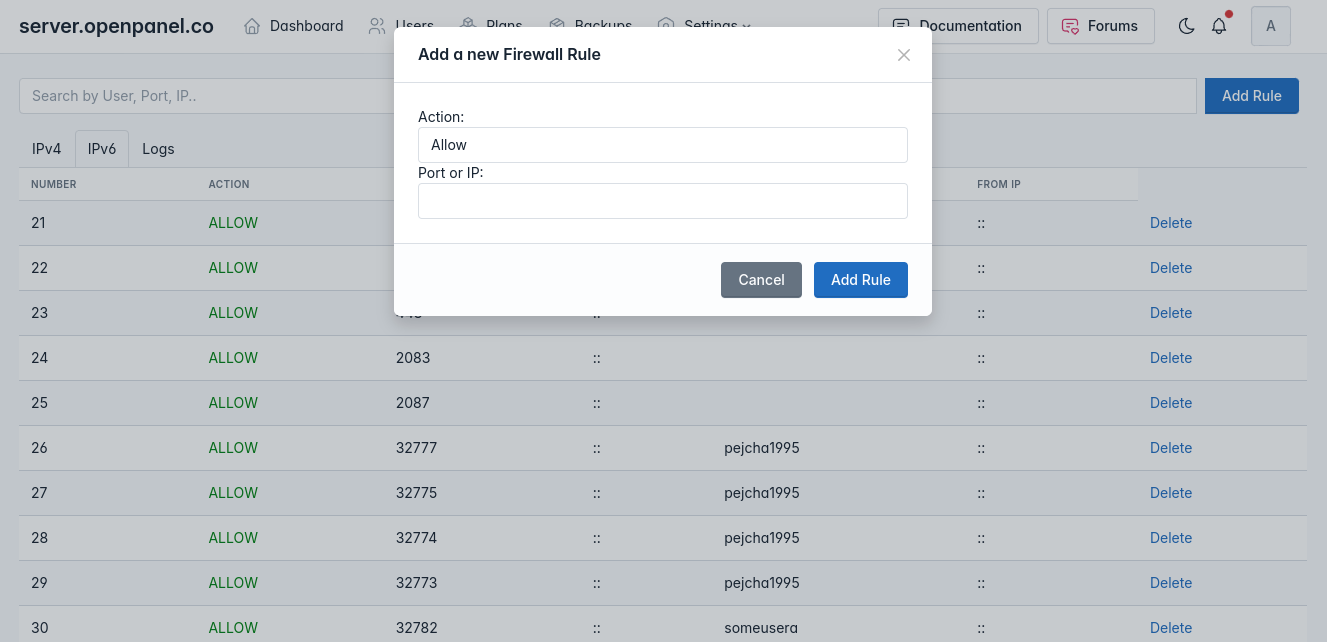 server.openpanel.co Dashboard Users Plans Backups Settings Documentation Forums A
Add a new Firewall Rule
Search by User, Port, IP.. Add Rule
Action:
Allow
IPv4 IPv6 Logs
Port or IP:
NUMBER ACTION FROM IP
21 ALLOW :: Delete
22 ALLOW :: Delete
Cancel Add Rule
23 ALLOW :: :: Delete
24 ALLOW 2083 :: :: Delete
25 ALLOW 2087 :: :: Delete
26 ALLOW 32777 :: pejcha1995 :: Delete
27 ALLOW 32775 :: pejcha1995 :: Delete
28 ALLOW 32774 :: pejcha1995 :: Delete
29 ALLOW 32773 :: pejcha1995 :: Delete
30 ALLOW 32782 :: someusera :: Delete